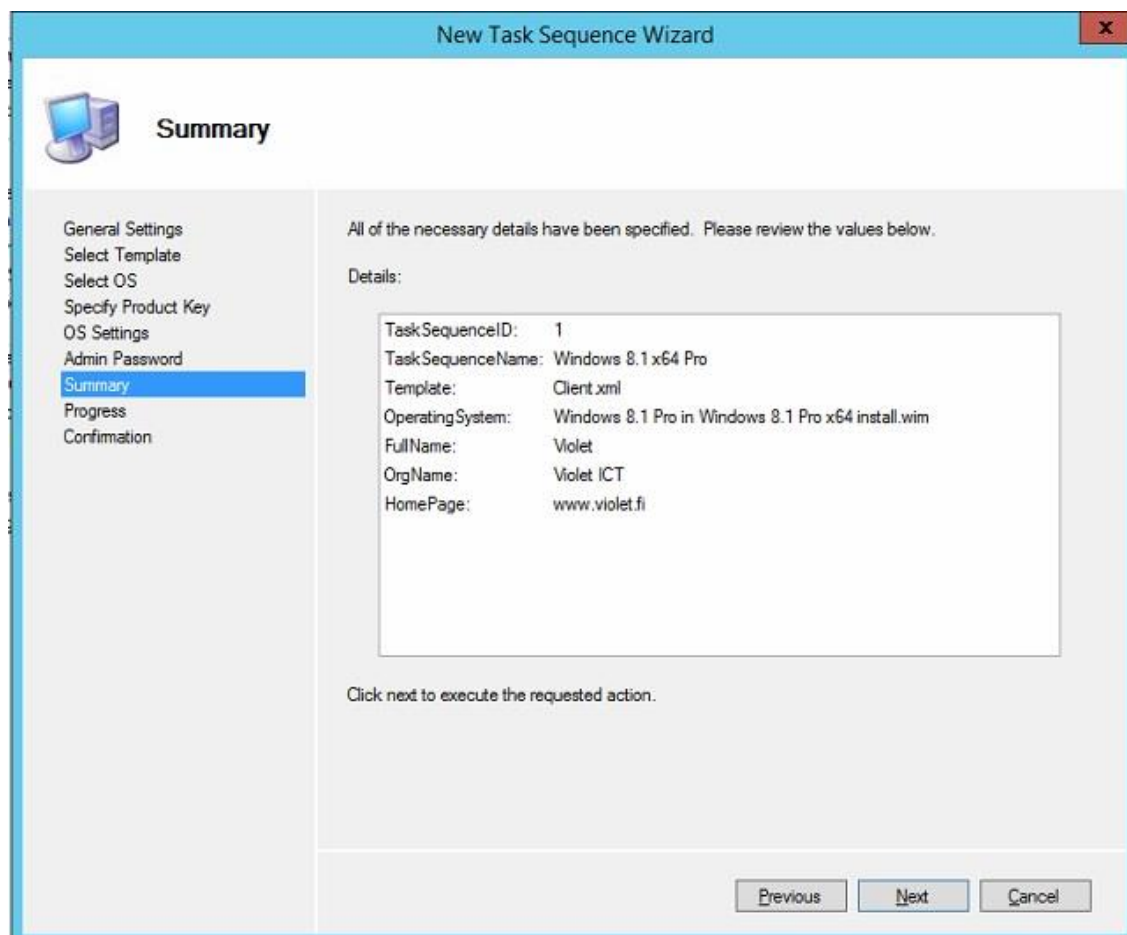 New Task Sequence Wizard
x
Summary
General Settings
Select Template
Select OS
Specify Product Key
OS Settings
Admin Password
Summary
Progress
Confirmation
All of the necessary details have been specified.  Please review the values below.
Details:
TaskSequenceID: 1
TaskSequenceName: Windows 8.1 x64 Pro
Template: Client.xml
OperatingSystem: Windows 8.1 Pro in Windows 8.1 Pro x64 install.wim
FullName: Violet
OrgName: Violet ICT
HomePage: www.violet.fi
Click next to execute the requested action.
Previous Next Cancel